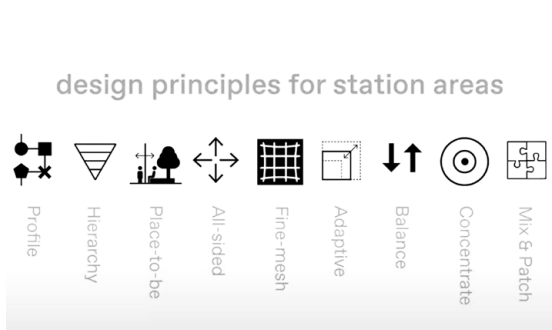 design principles for station areas
Profile
Hierarchy
Place-to-be
All-sided
Fine-mesh
Adaptive
Balance
Concentrate
Mix & Patch